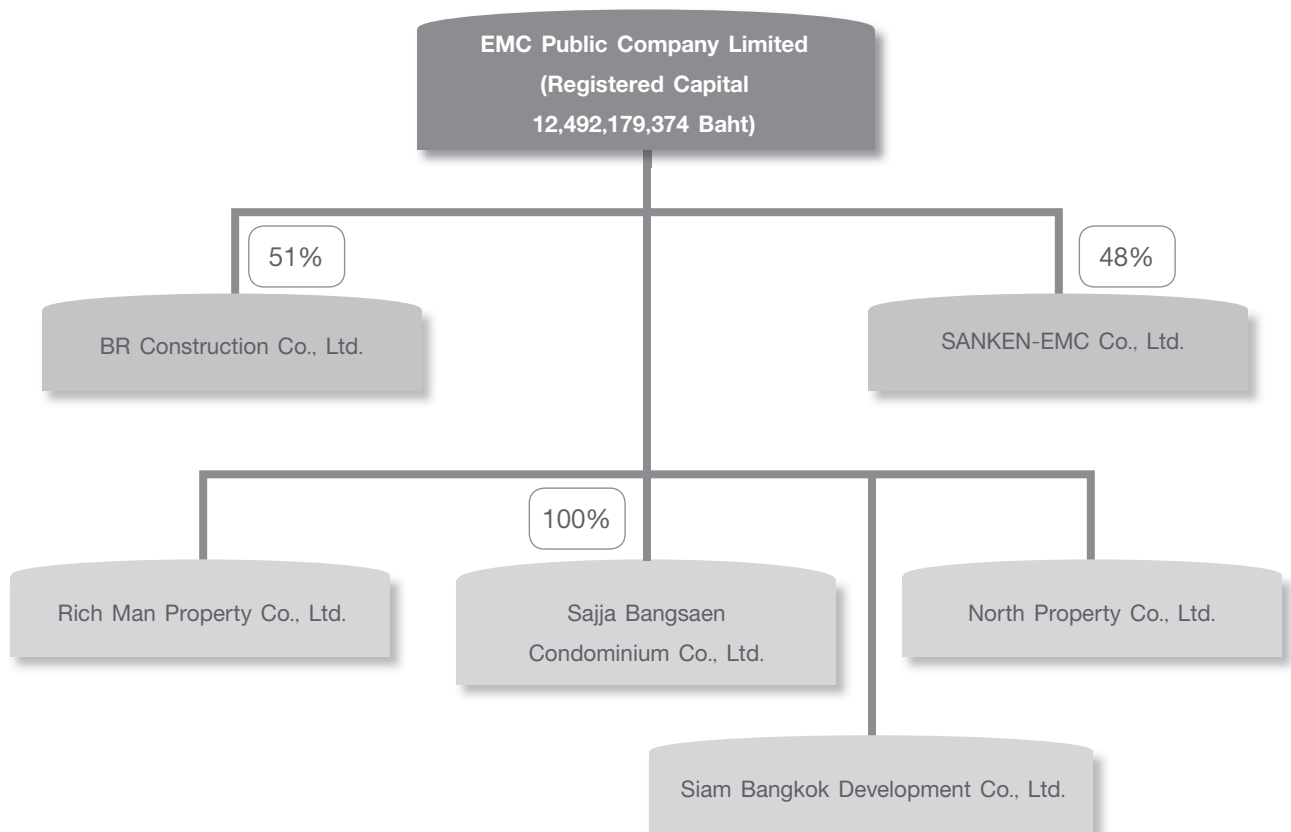 EMC Public Company Limited
(Registered Capital
12,492,179,374 Baht)
51%
48%
BR Construction Co., Ltd.
SANKEN-EMC Co., Ltd.
100%
Rich Man Property Co., Ltd.
Sajja Bangsaen
Condominium Co., Ltd.
North Property Co., Ltd.
Siam Bangkok Development Co., Ltd.